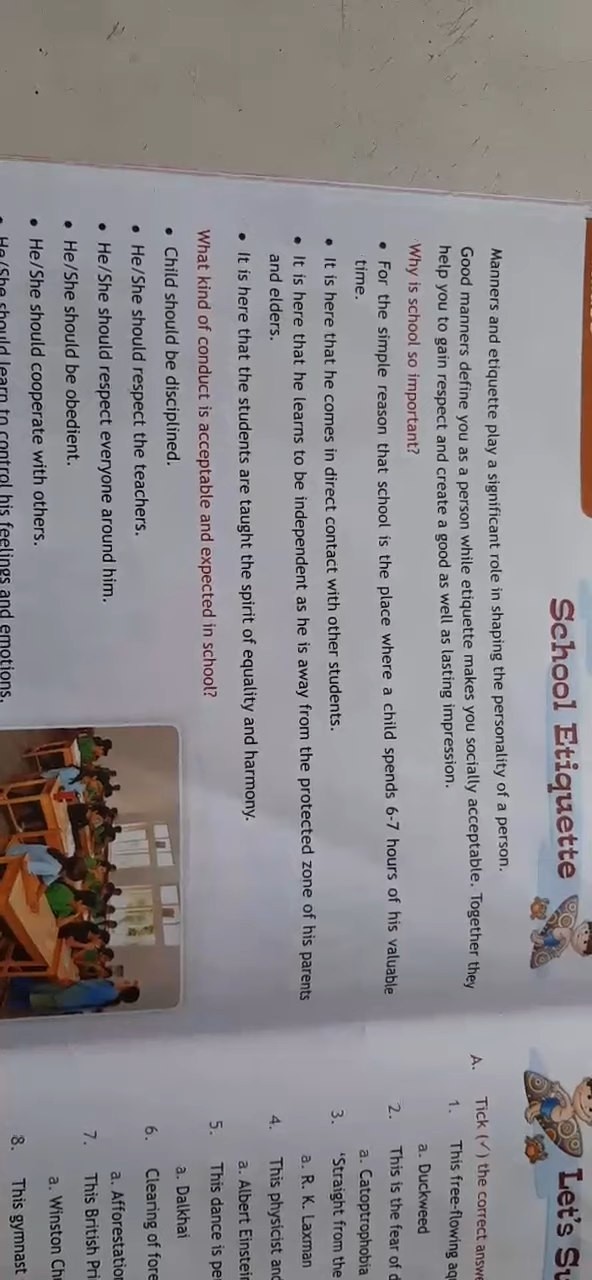 School Etiquette
Manners and etiquette play a significant role in shaping the personality of a person.
Good manners define you as a person while etiquette makes you socially acceptable. Together they
help you to gain respect and create a good as well as lasting impression.
Why is school so important?
• For the simple reason that school is the place where a child spends 6-7 hours of his valuable
time.
• It is here that he comes in direct contact with other students.
• It is here that he learns to be independent as he is away from the protected zone of his parents
and elders.
• It is here that the students are taught the spirit of equality and harmony.
What kind of conduct is acceptable and expected in school?
• Child should be disciplined.
• He/She should respect the teachers.
• He/She should respect everyone around him.
• He/She should be obedient.
• He/She should cooperate with others.
• He/She should learn to control his feelings and emotions.
Let's Su
A. Tick (✓) the correct answ
1. This free-flowing aq
a. Duckweed
2. This is the fear of
a. Catoptrophobia
3. 'Straight from the
a. R. K. Laxman
4. This physicist and
a. Albert Einstein
5. This dance is per
a. Dalkhai
6. Clearing of fore
a. Afforestation
7. This British Pri
a. Winston Ch
8. This gymnast